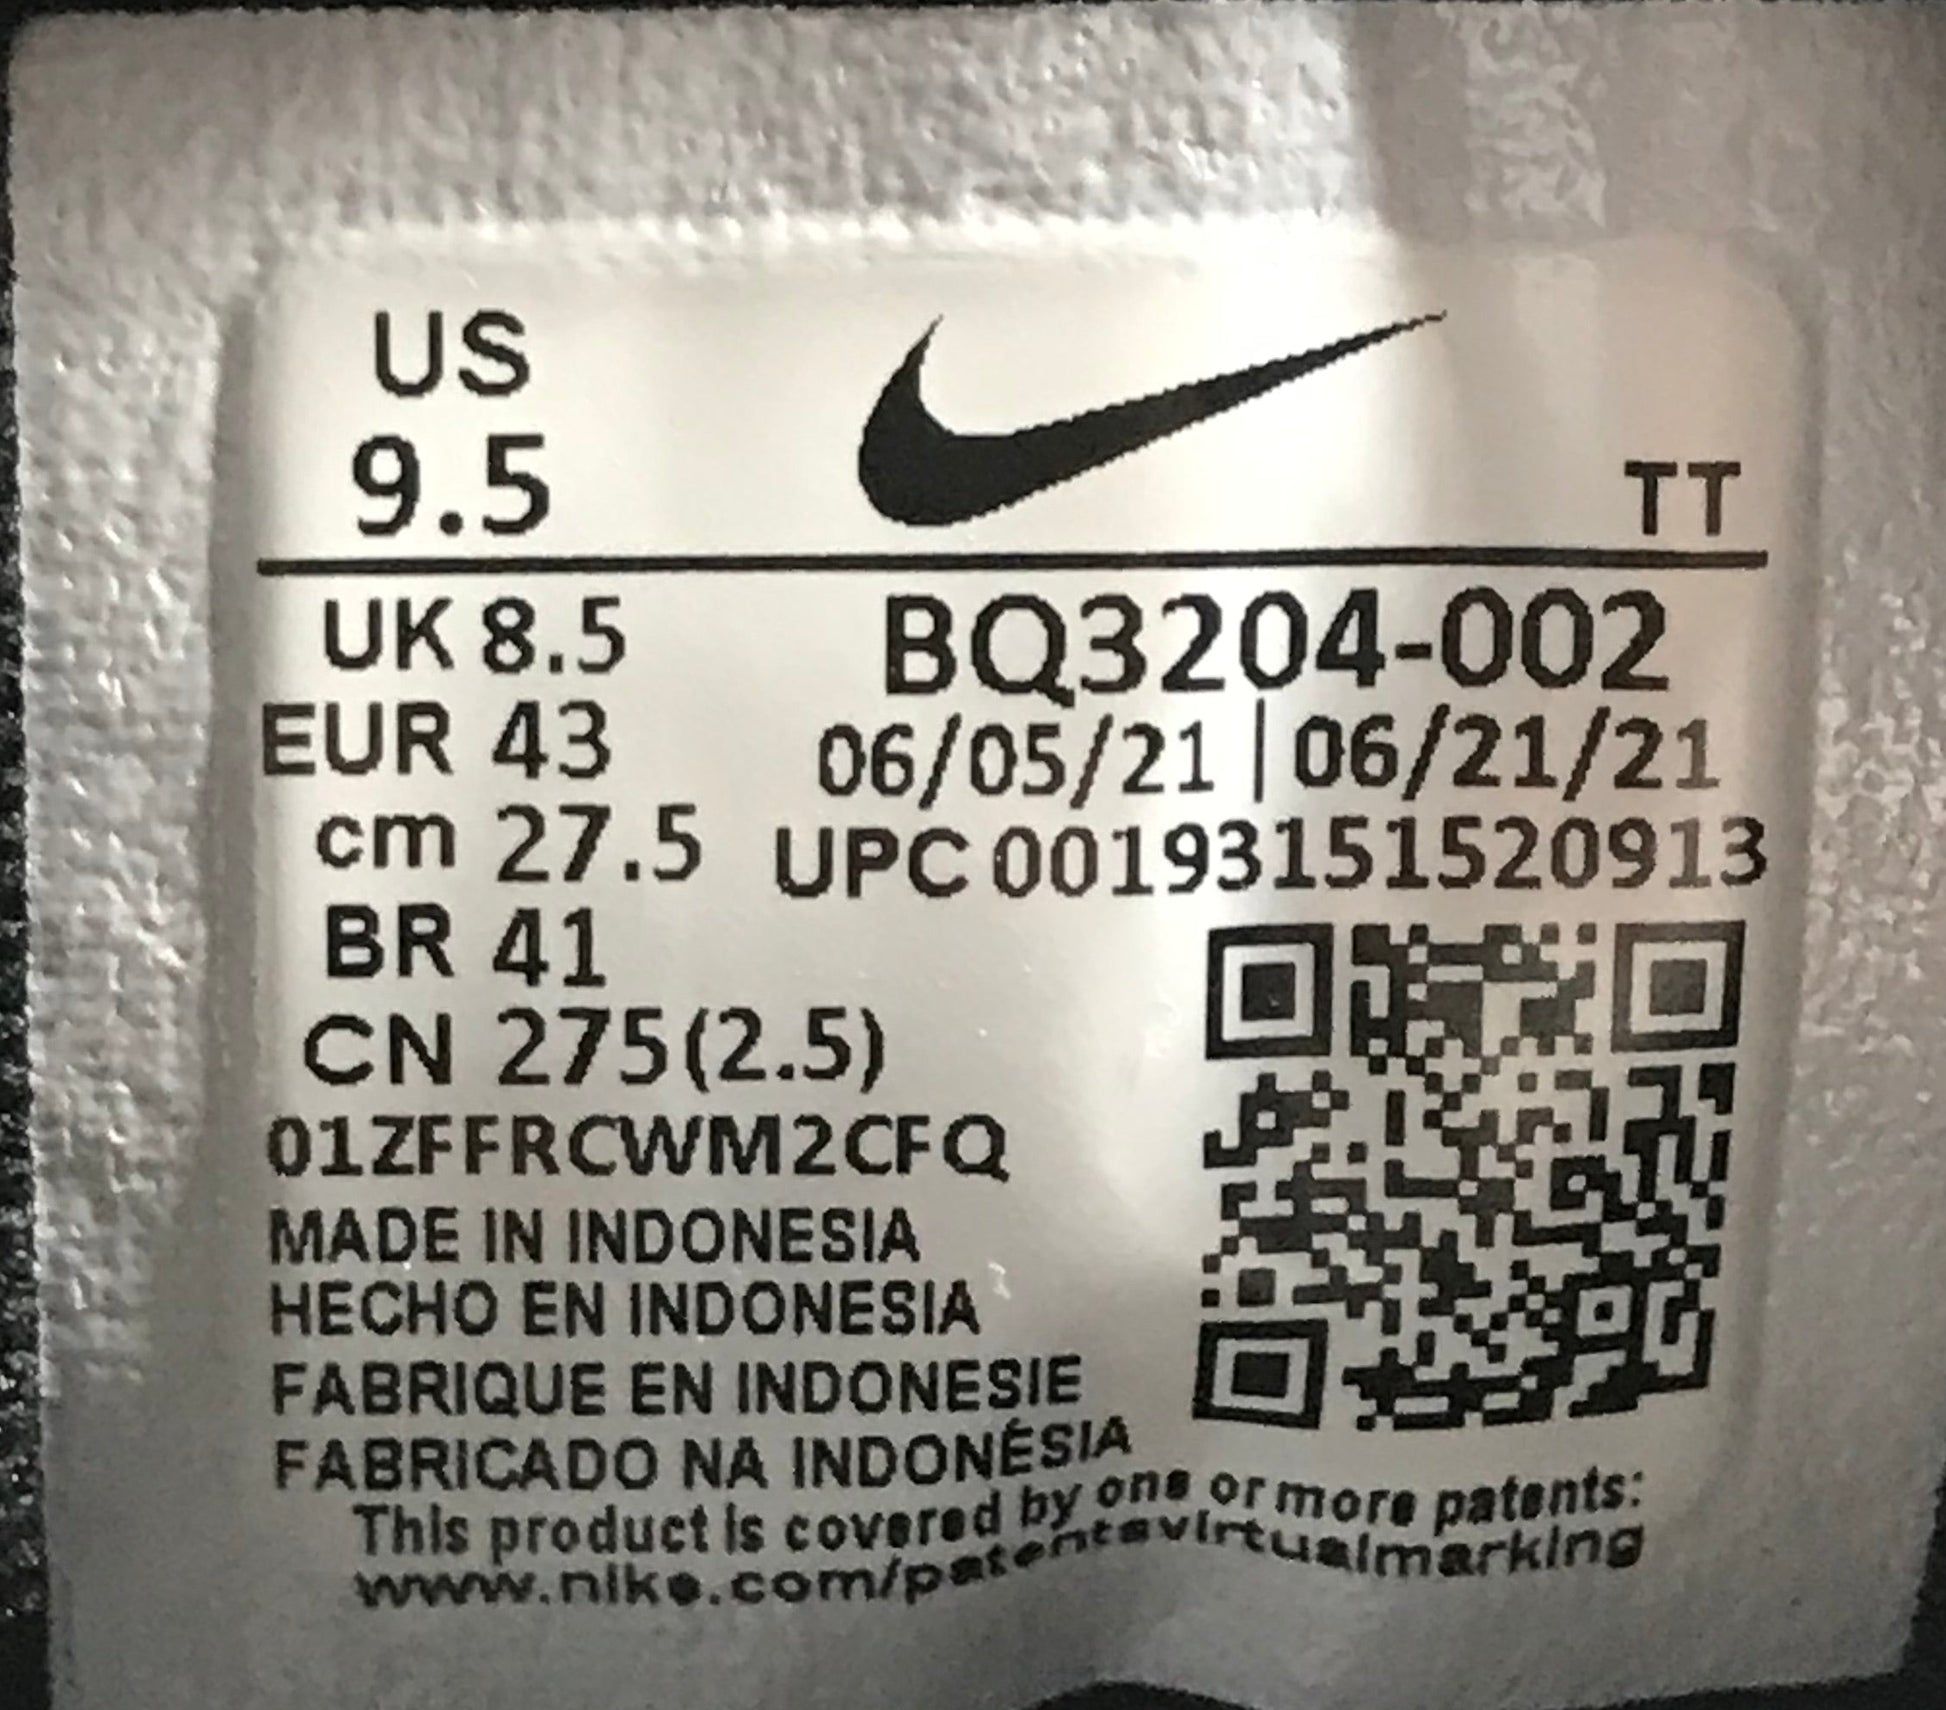 US
9.5
TT
UK 8.5
BQ3204-002
EUR 43
06/05/21 | 06/21/21
cm 27.5
UPC 00193151520913
BR 41
CN 275(2.5)
01ZFFRCWM2CFQ
MADE IN INDONESIA
HECHO EN INDONESIA
FABRIQUE EN INDONESIE
FABRICADO NA INDONÉSIA
This product is covered by one or more patents:
www.nike.com/patentsvirtualmarking